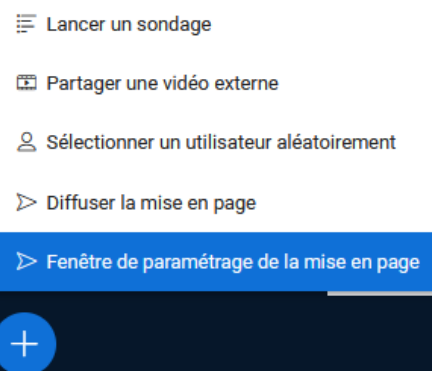 Lancer un sondage
Partager une vidéo externe
Sélectionner un utilisateur aléatoirement
Diffuser la mise en page
Fenêtre de paramétrage de la mise en page